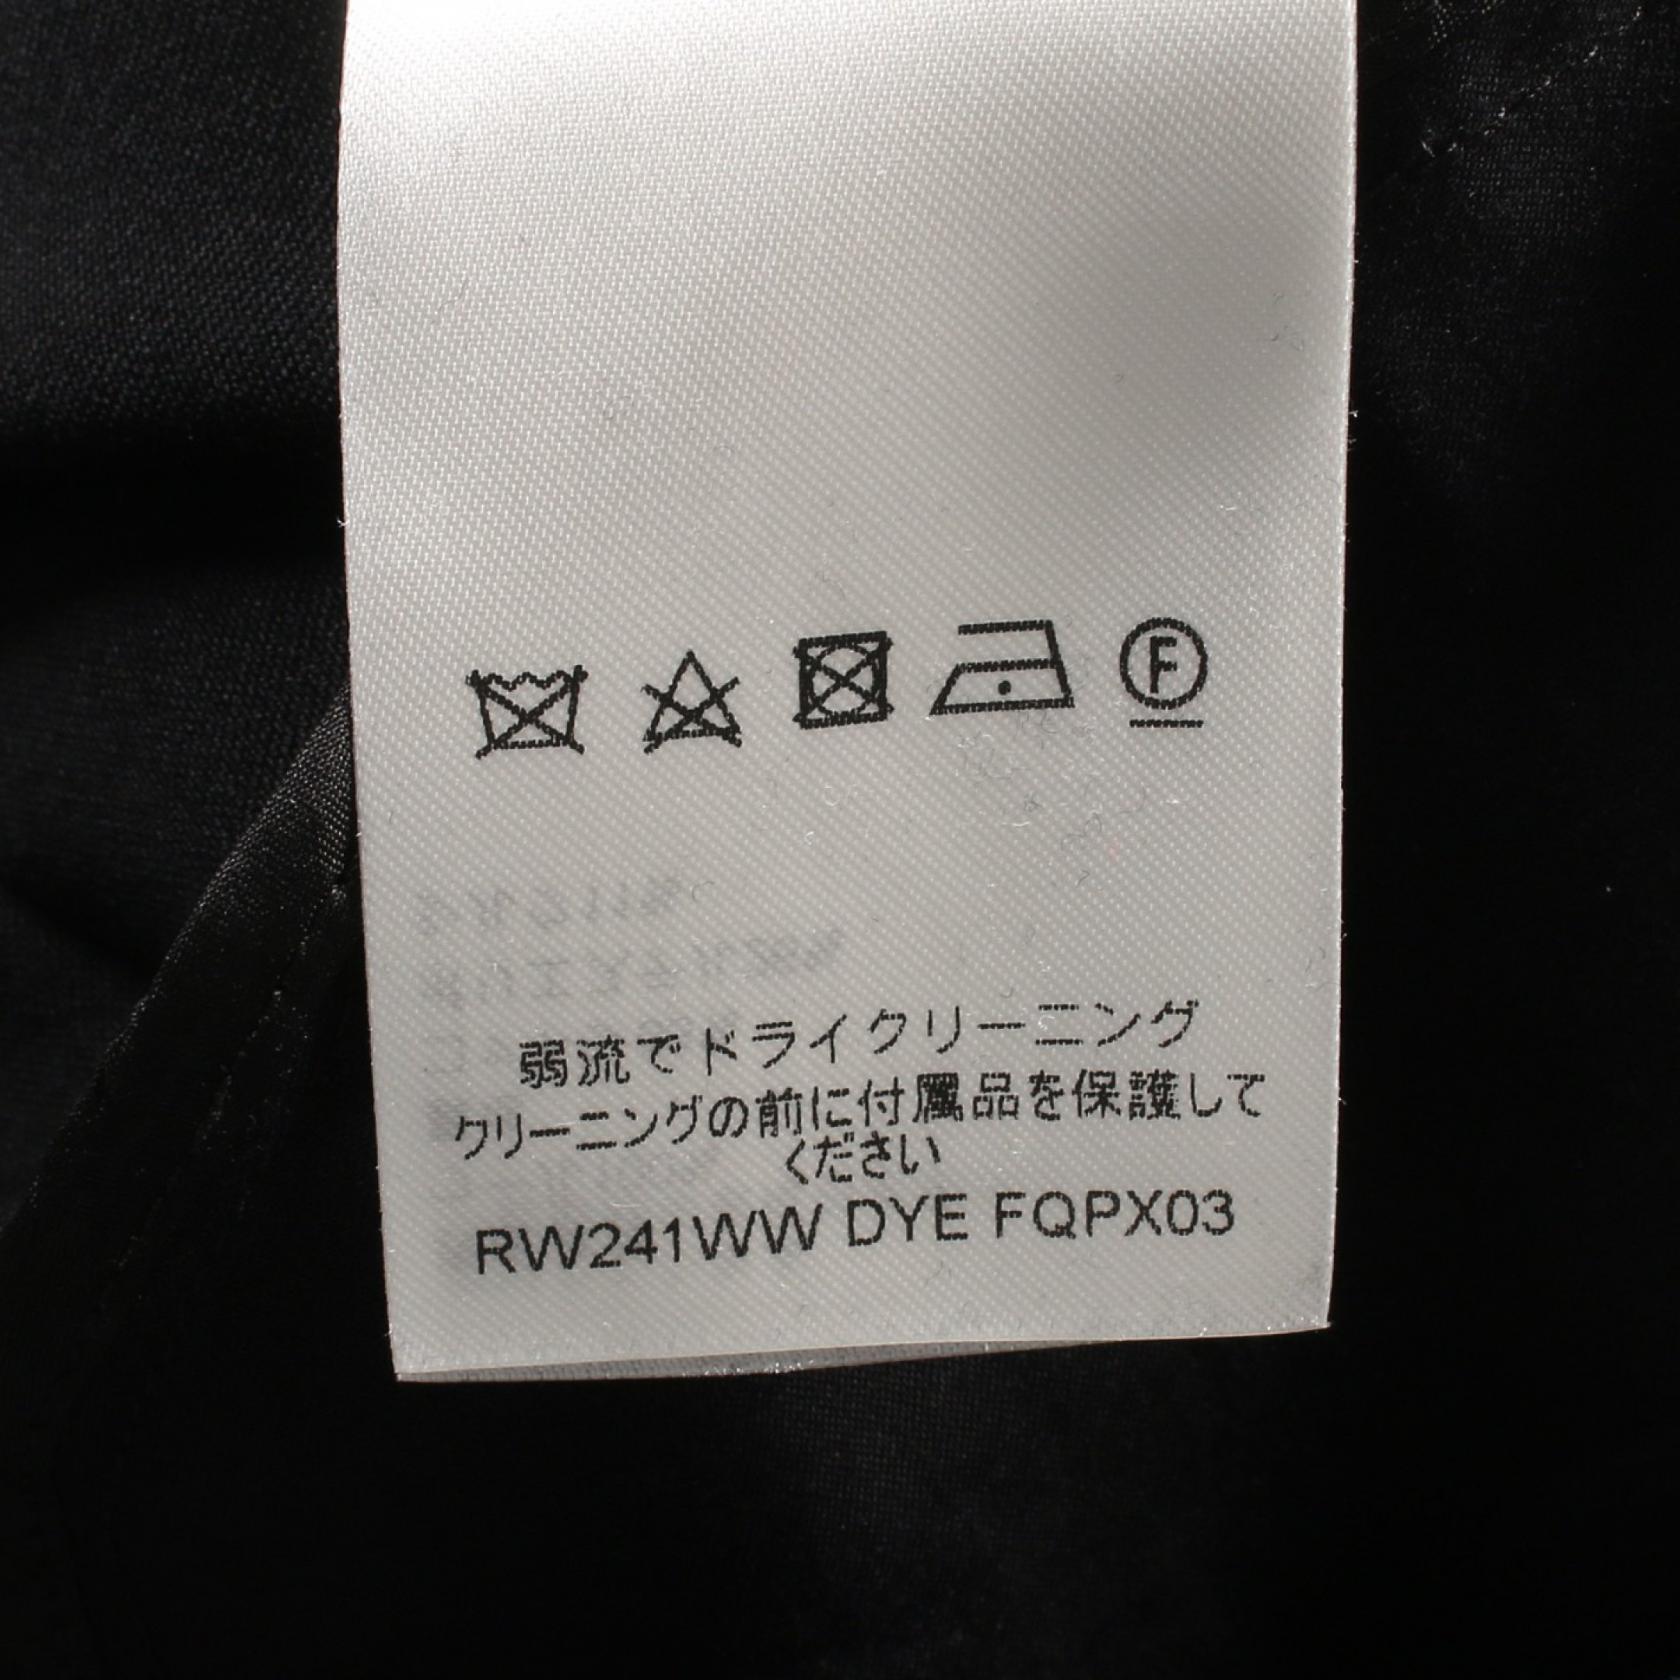 F
弱流でドライクリーニング
クリーニングの前に付属品を保護して
ください
RW241WW DYE FQPX03